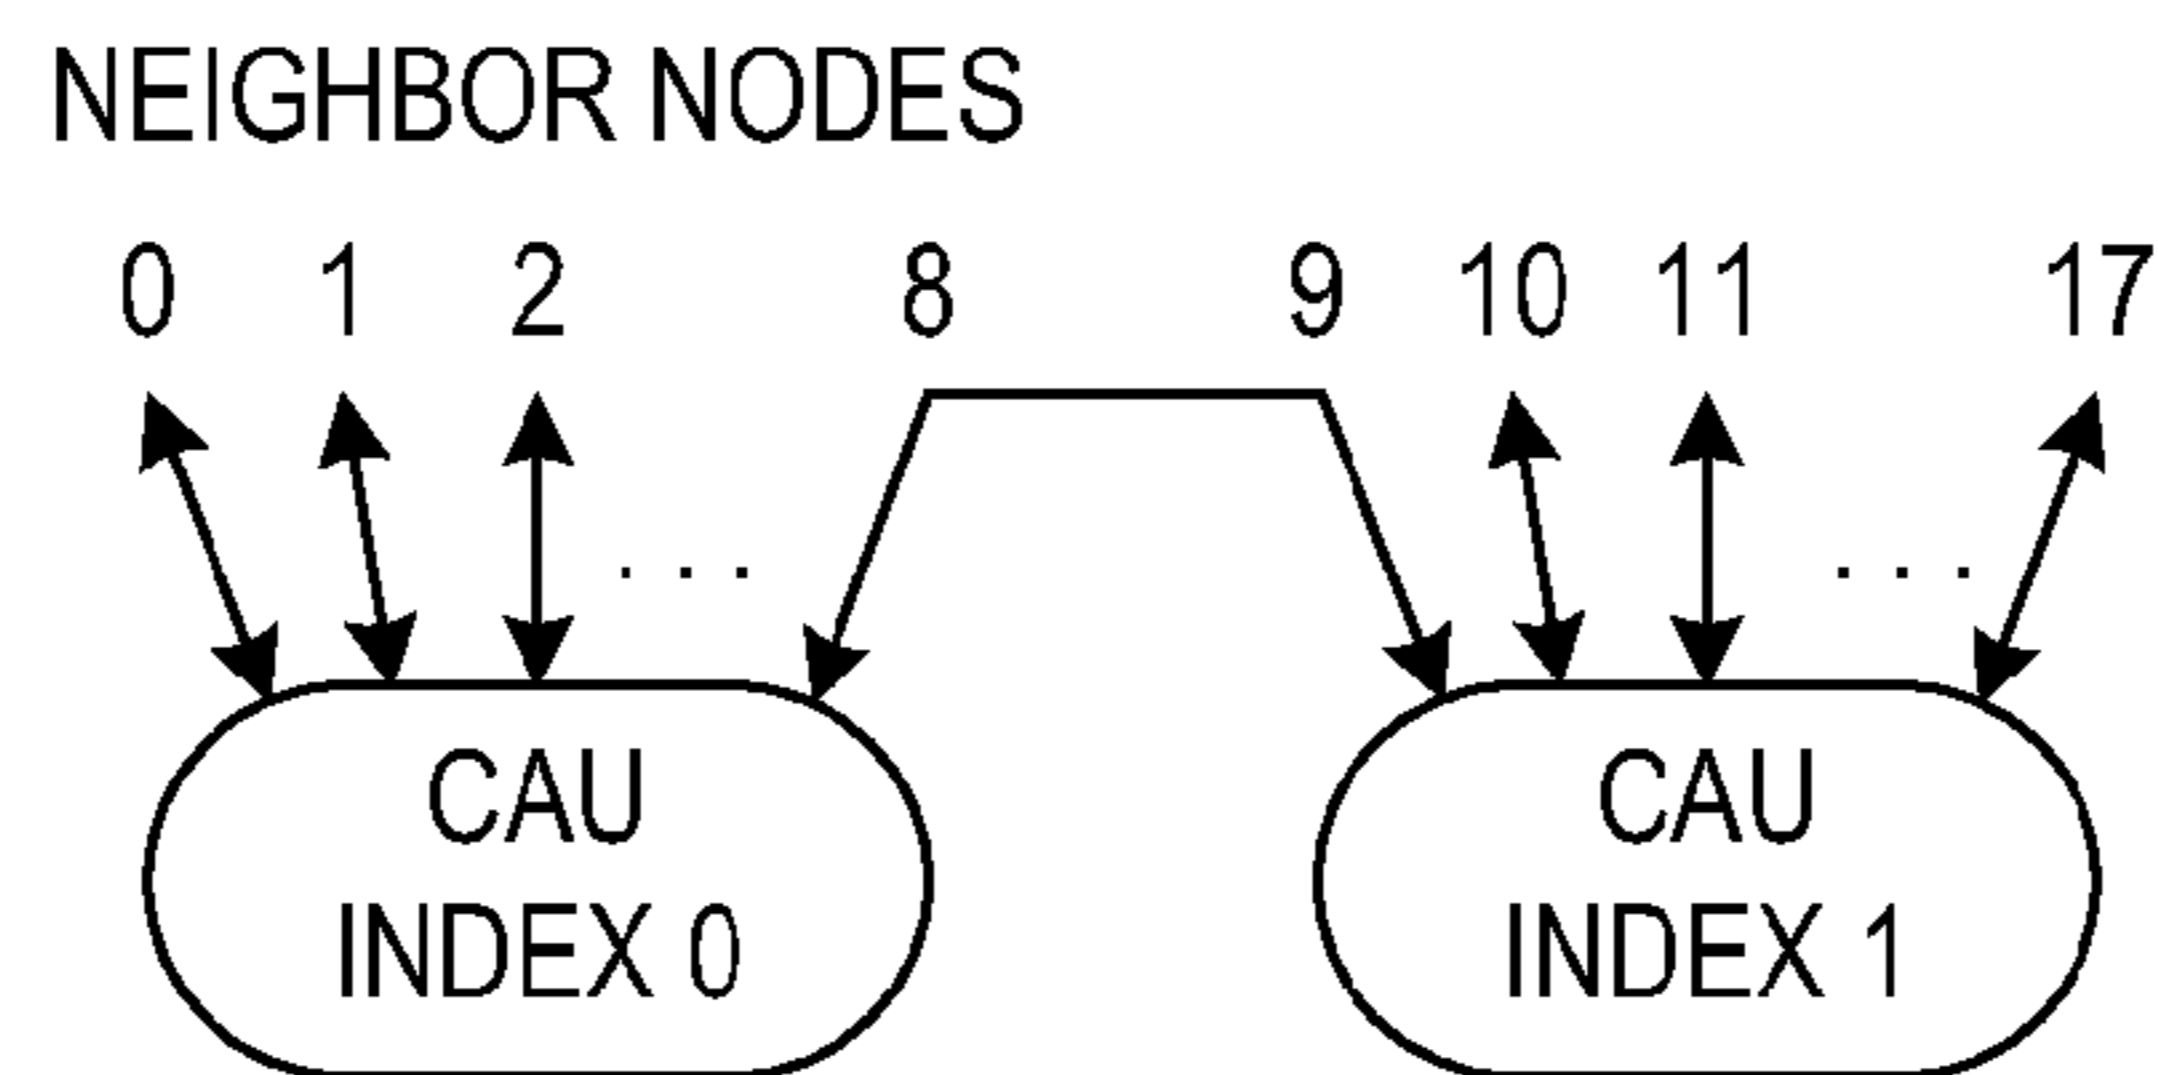 NEIGHBOR NODES
0 1 2 8 9 10 11 17
. . . . . .
CAU CAU
INDEX 0 INDEX 1